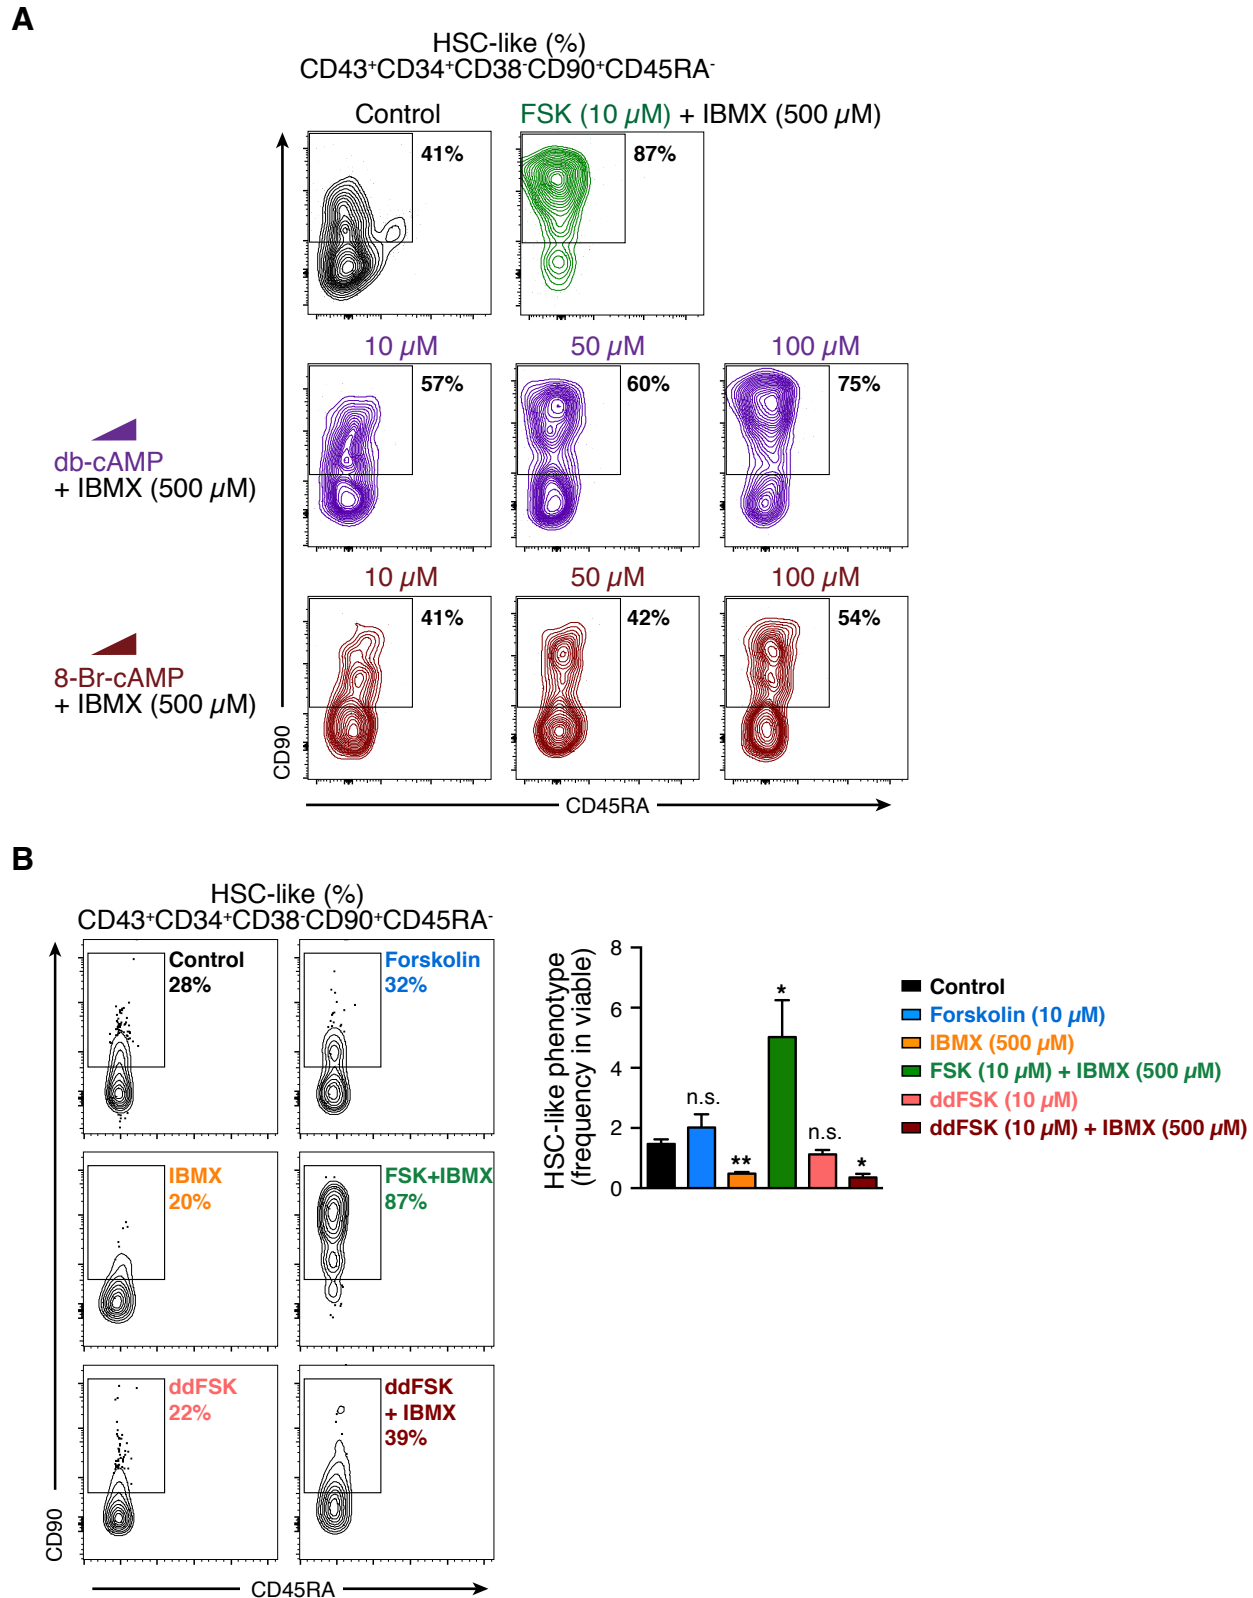 A
HSC-like (%)
CD43⁺CD34⁺CD38⁻CD90⁺CD45RA⁻
Control
FSK (10 µM) + IBMX (500 µM)
41%
87%
10 µM
50 µM
100 µM
57%
60%
75%
db-cAMP
+ IBMX (500 µM)
10 µM
50 µM
100 µM
41%
42%
54%
8-Br-cAMP
+ IBMX (500 µM)
CD90
CD45RA
B
HSC-like (%)
CD43⁺CD34⁺CD38⁻CD90⁺CD45RA⁻
Control
28%
Forskolin
32%
IBMX
20%
FSK+IBMX
87%
ddFSK
22%
ddFSK
+ IBMX
39%
CD90
CD45RA
HSC-like phenotype
(frequency in viable)
8
6
4
2
0
n.s.
**
*
n.s.
*
Control
Forskolin (10 µM)
IBMX (500 µM)
FSK (10 µM) + IBMX (500 µM)
ddFSK (10 µM)
ddFSK (10 µM) + IBMX (500 µM)